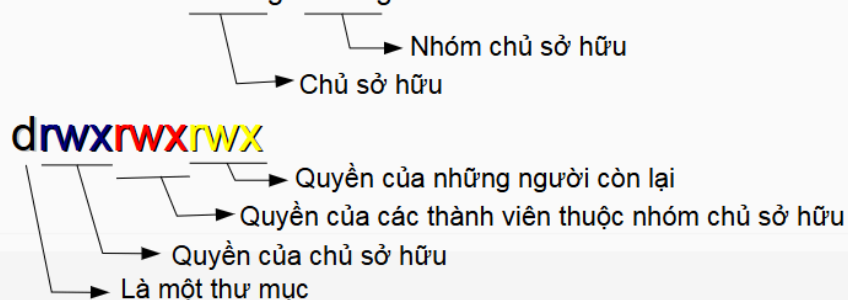 Nhóm chủ sở hữu
Chủ sở hữu
drwxrwxrwx
Quyền của những người còn lại
Quyền của các thành viên thuộc nhóm chủ sở hữu
Quyền của chủ sở hữu
Là một thư mục